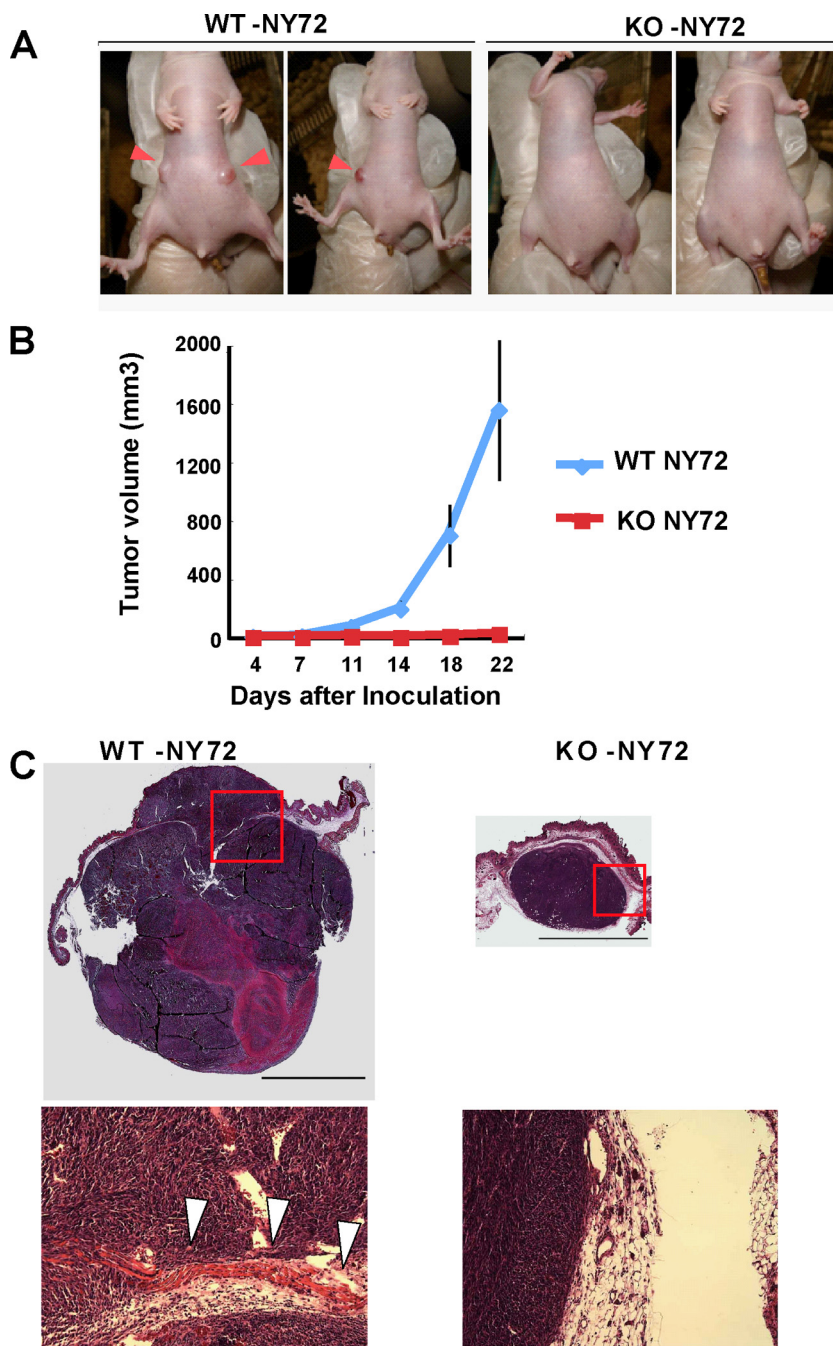 A
WT -NY72
KO -NY72
B
Tumor volume (mm3)
2000
1600
1200
800
400
0
4 7 11 14 18 22
Days after Inoculation
WT NY72
KO NY72
C
WT -NY72
KO -NY72